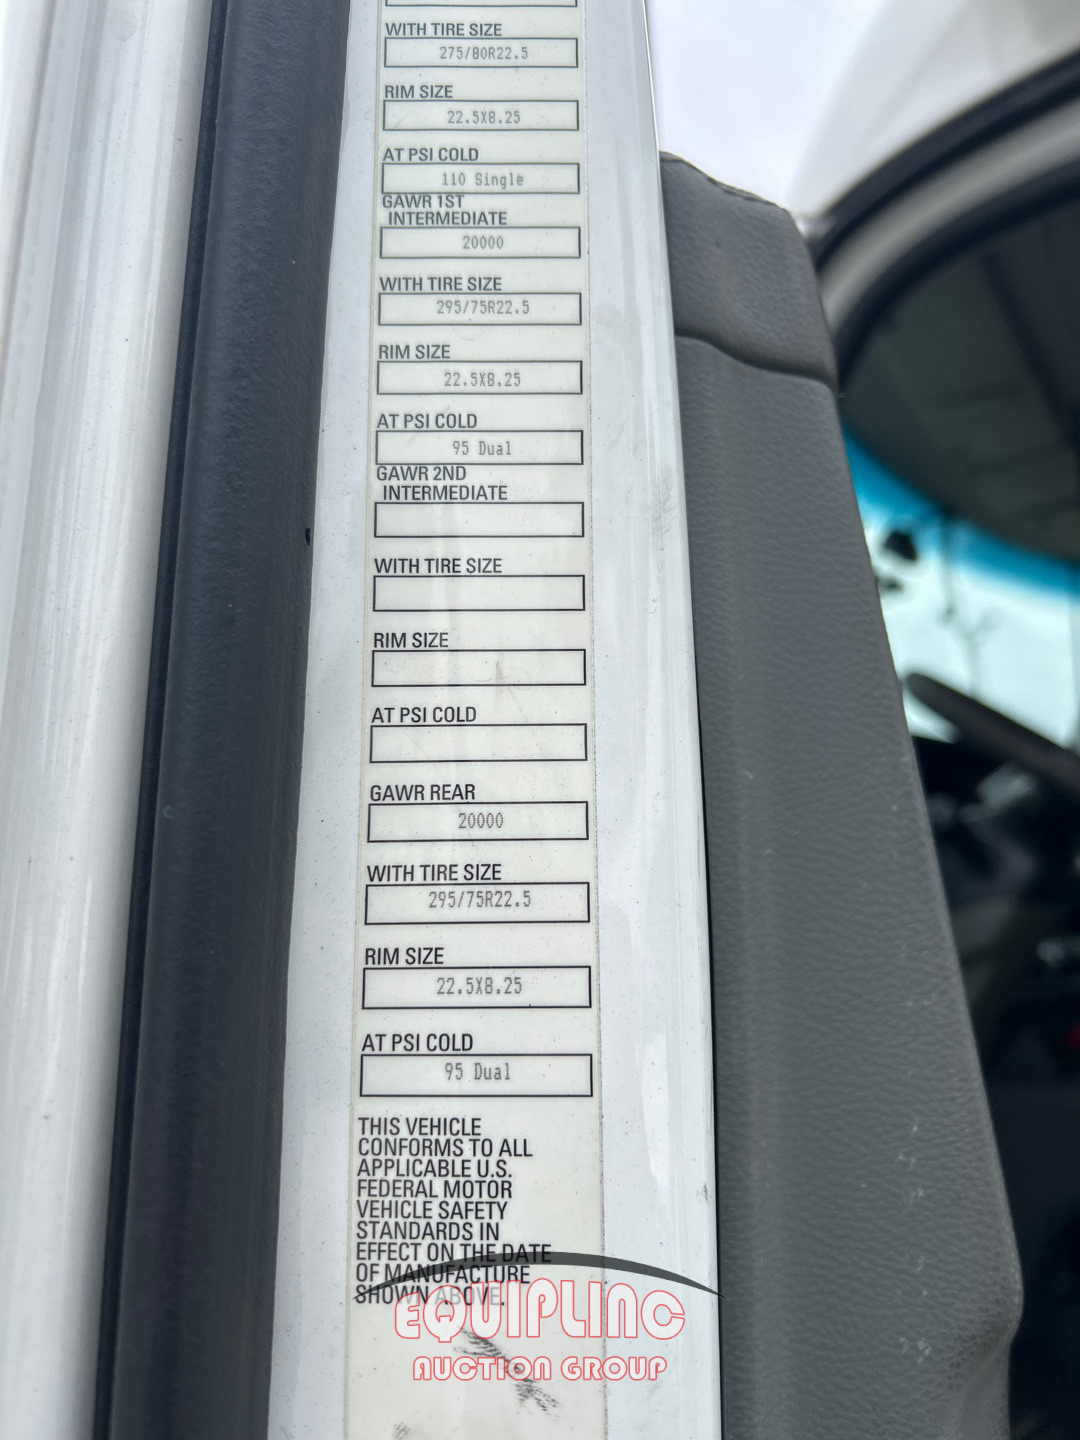 WITH TIRE SIZE
275/80R22.5
RIM SIZE
22.5X8.25
AT PSI COLD
110 Single
GAWR 1ST
INTERMEDIATE
20000
WITH TIRE SIZE
295/75R22.5
RIM SIZE
22.5X8.25
AT PSI COLD
95 Dual
GAWR 2ND
INTERMEDIATE
WITH TIRE SIZE
RIM SIZE
AT PSI COLD
GAWR REAR
20000
WITH TIRE SIZE
295/75R22.5
RIM SIZE
22.5X8.25
AT PSI COLD
95 Dual
THIS VEHICLE
CONFORMS TO ALL
APPLICABLE U.S.
FEDERAL MOTOR
VEHICLE SAFETY
STANDARDS IN
EFFECT ON THE DATE
OF MANUFACTURE
SHOWN ABOVE.
EQUIPLINC
AUCTION GROUP